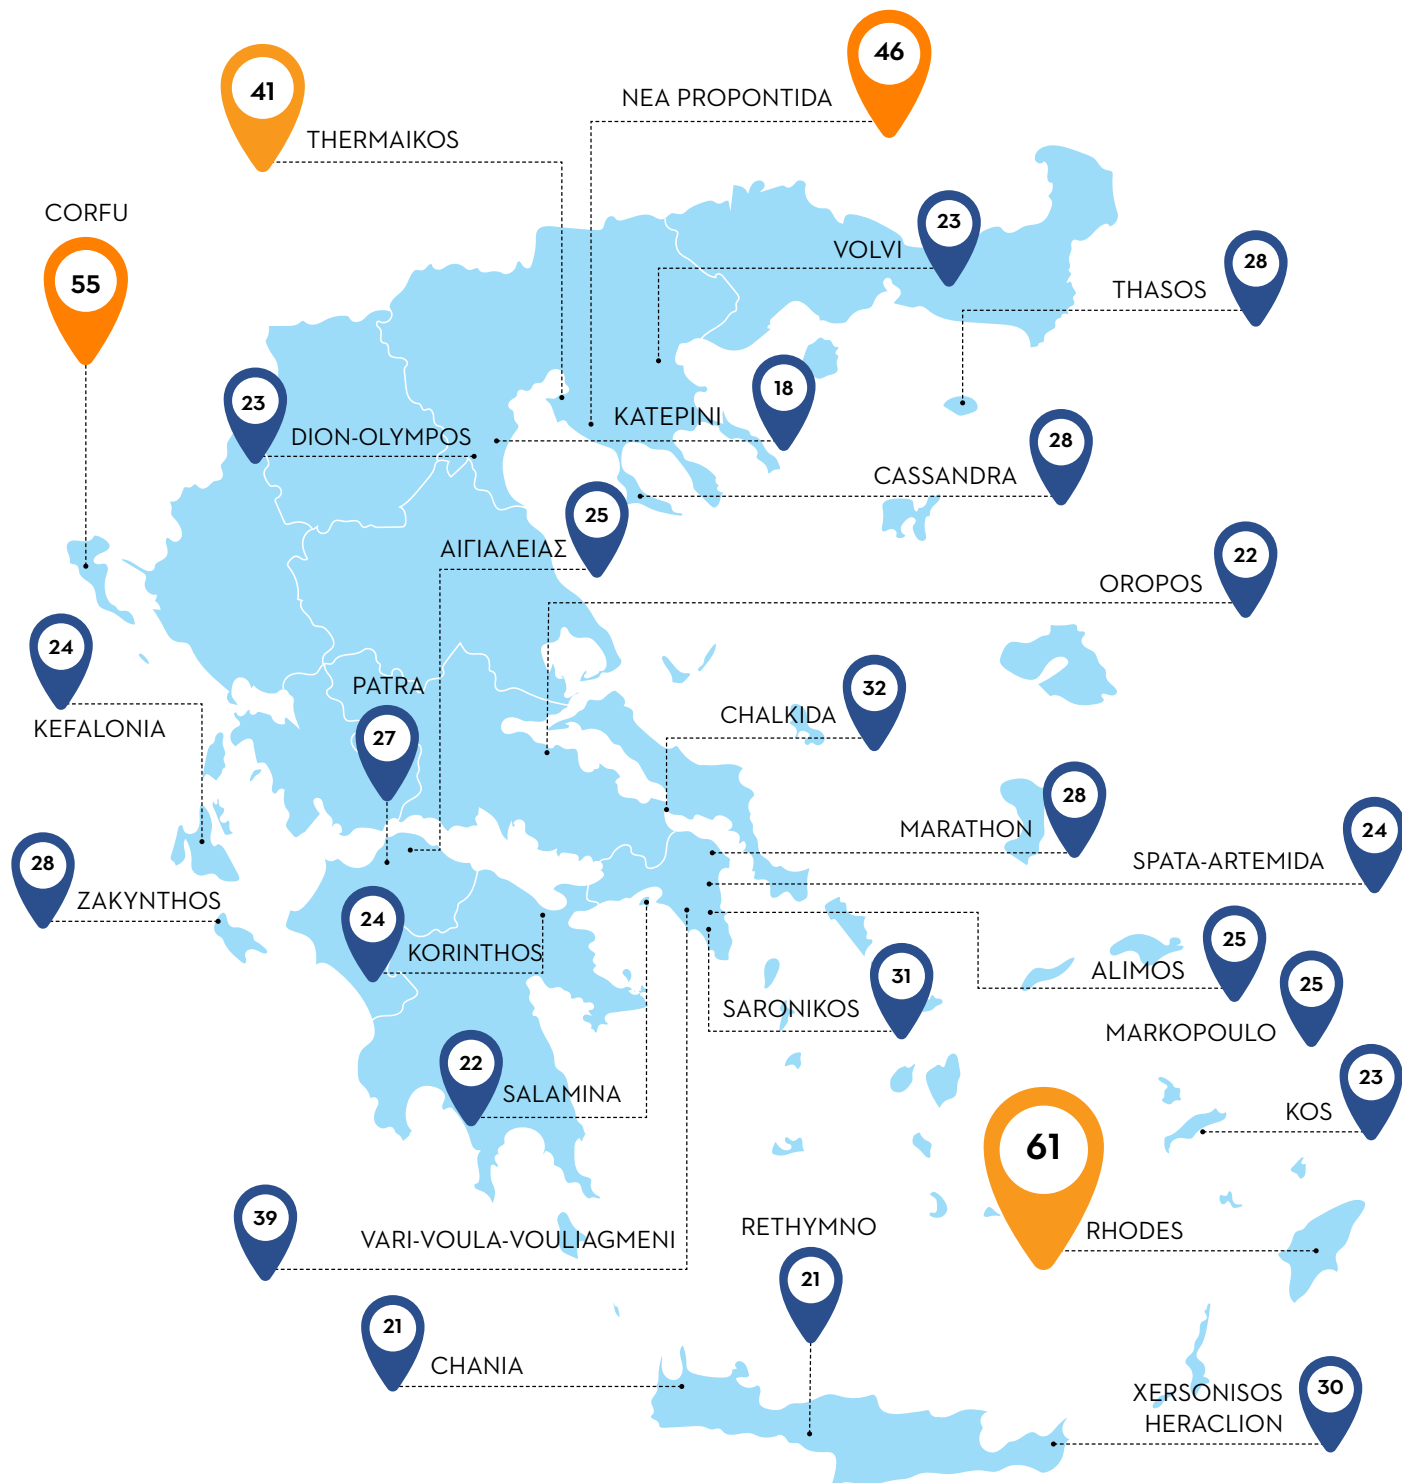 46
41
NEA PROPONTIDA
THERMAIKOS
CORFU
23
VOLVI
28
55
THASOS
18
23
KATEPINI
DION-OLYMPOS
28
CASSANDRA
25
ΑΙΓΙΑΛΕΙΑΣ
22
OROPOS
24
PATRA
32
KEFALONIA
CHALKIDA
27
28
MARATHON
24
SPATA-ARTEMIDA
28
ZAKYNTHOS
24
KORINTHOS
25
ALIMOS
31
SARONIKOS
25
MARKOPOULO
22
SALAMINA
23
KOS
61
39
VARI-VOULA-VOULIAGMENI
RETHYMNO
RHODES
21
21
CHANIA
XERSONISOS
HERACLION
30